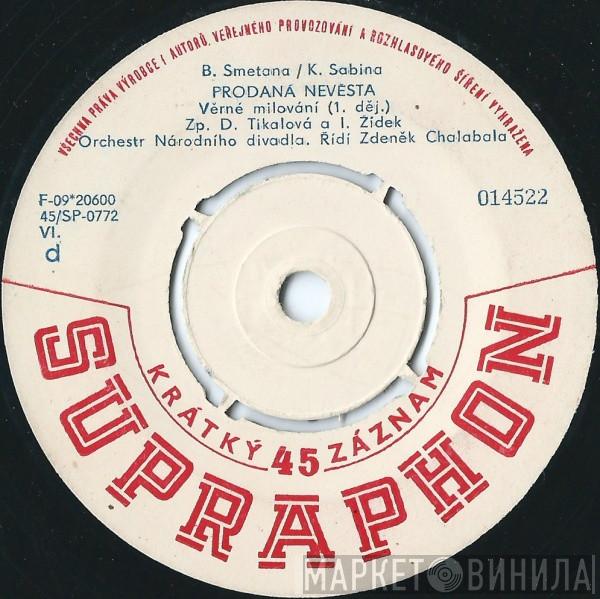 VŠECHNA PRÁVA VÝROBCE I AUTORŮ, VEŘEJNÉHO PROVOZOVÁNÍ A ROZHLASOVÉHO ŠÍŘENÍ VYHRAŽENA
B. Smetana / K. Sabina
PRODANÁ NEVĚSTA
Věrné milování (1. děj.)
Zp. D. Tikalová a I. Žídek
Orchestr Národního divadla. Řídí Zdeněk Chalabala
F-09*20600
45/SP-0772
VI.
d
014522
KRÁTKÝ 45 ZÁZNAM
SUPRAPHON
МАРКЕТ ВИНИЛА